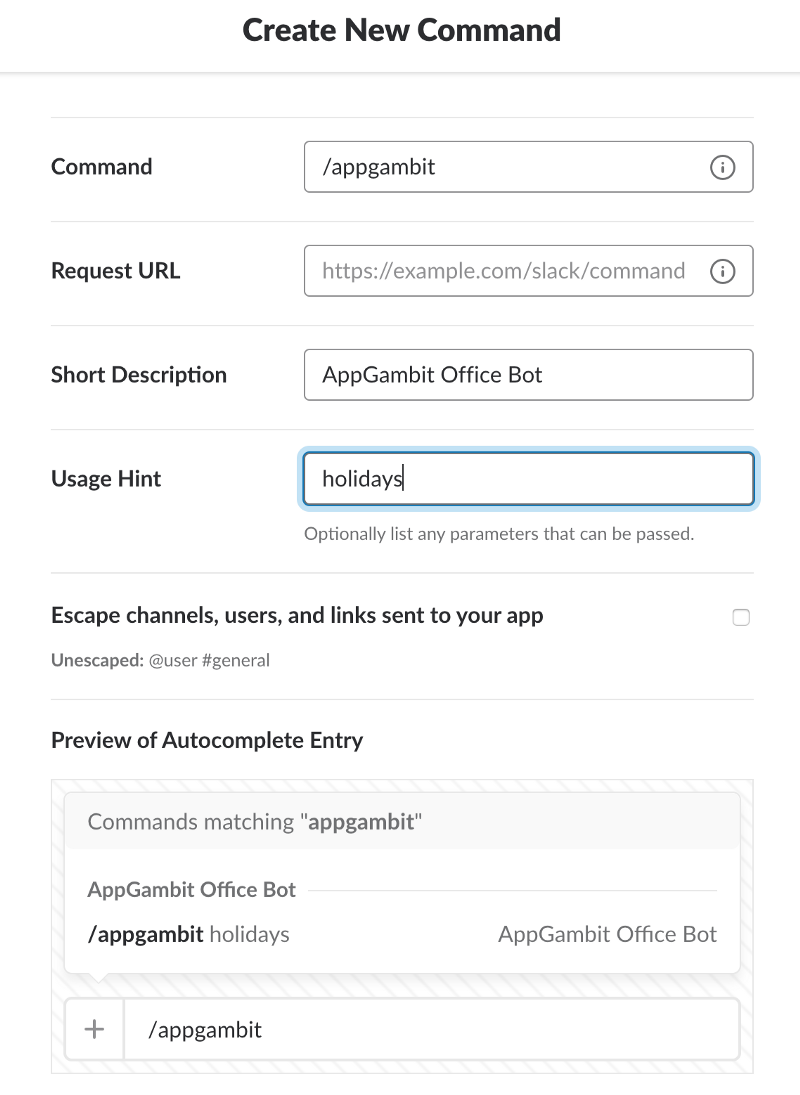 Create New Command
Command
/appgambit
Request URL
https://example.com/slack/command
Short Description
AppGambit Office Bot
Usage Hint
holidays
Optionally list any parameters that can be passed.
Escape channels, users, and links sent to your app
Unescaped: @user #general
Preview of Autocomplete Entry
Commands matching "appgambit"
AppGambit Office Bot
/appgambit holidays AppGambit Office Bot
/appgambit